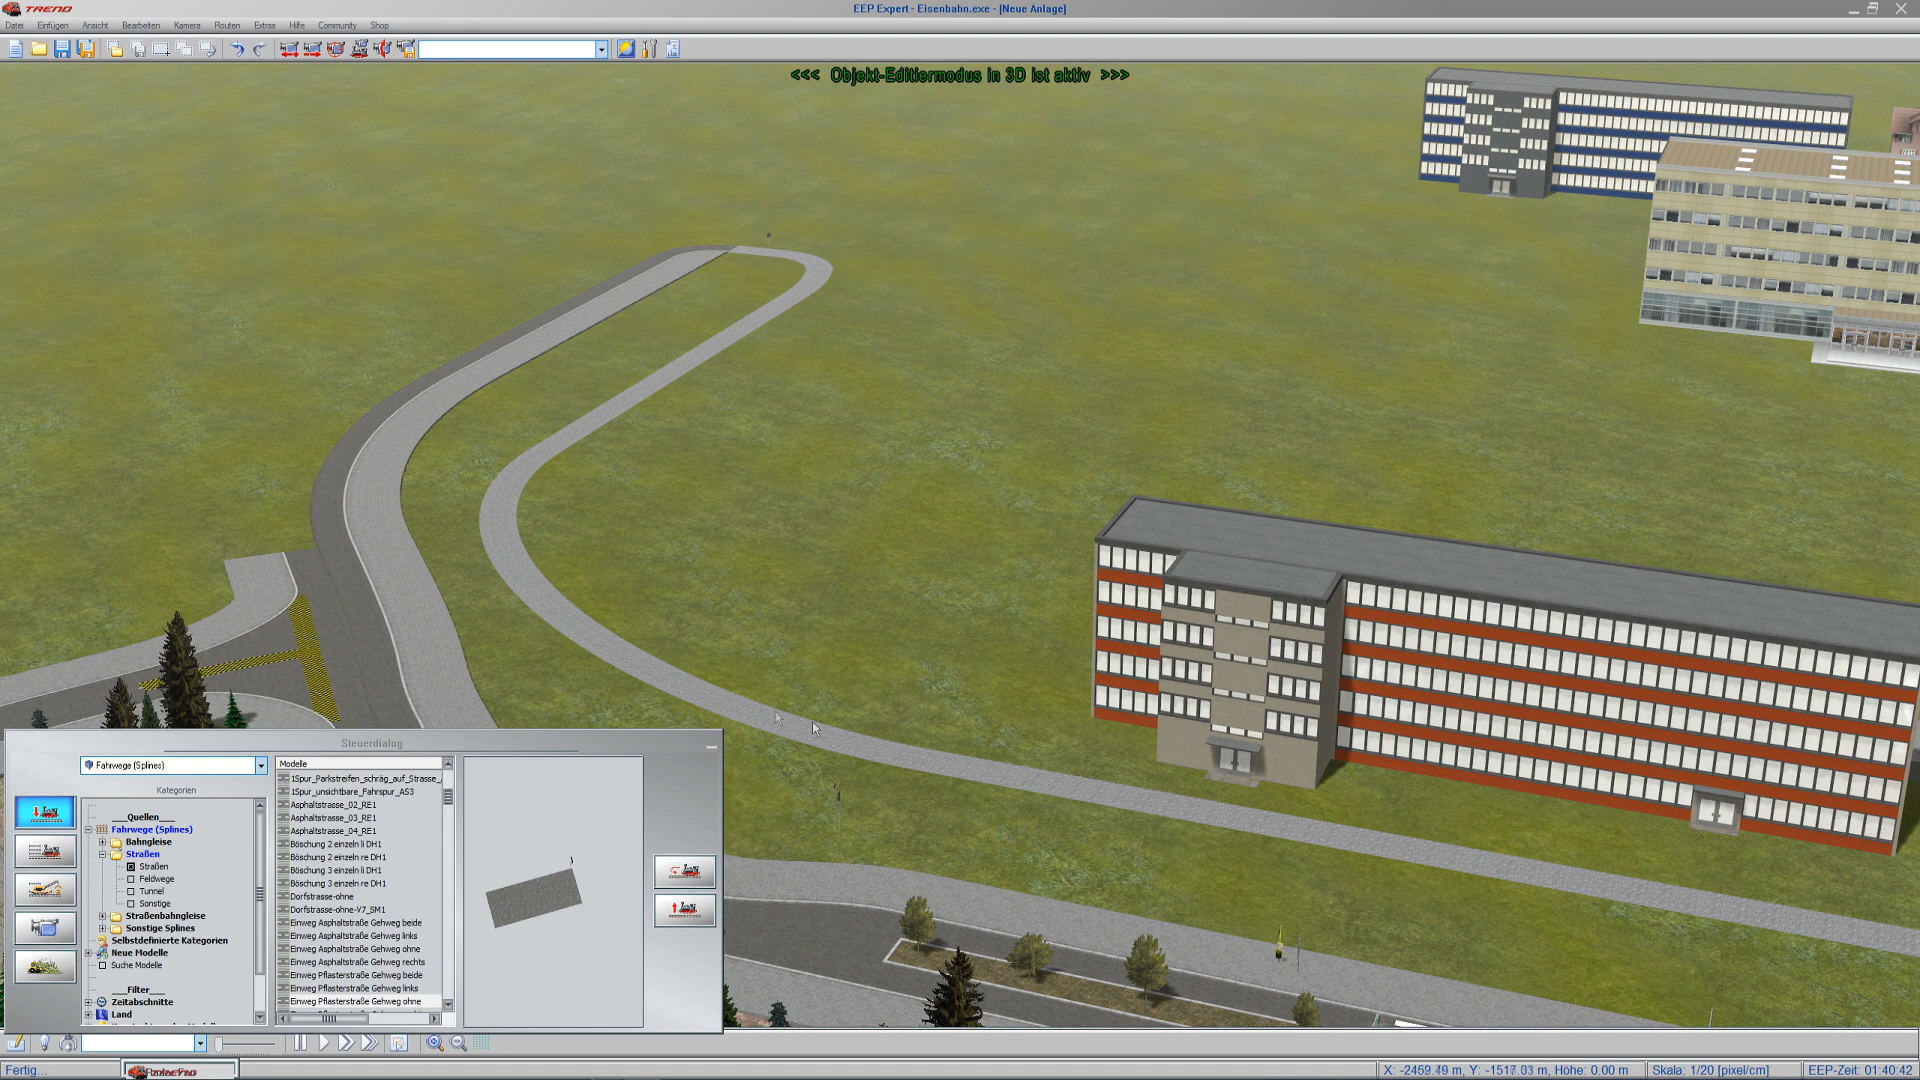 TREND
EEP Expert - Eisenbahn.exe - [Neue Anlage]
Datei Einfügen Ansicht Bearbeiten Kamera Routen Extras Hilfe Community Shop
<<< Objekt-Editiermodus in 3D ist aktiv >>>
Steuerdialog
Fahrwege (Splines)
Kategorien
___Quellen___
Fahrwege (Splines)
Bahngleise
Straßen
Straßen
Feldwege
Tunnel
Sonstige
Straßenbahngleise
Sonstige Splines
Selbstdefinierte Kategorien
Neue Modelle
Suche Modelle
___Filter___
Zeitabschnitte
Land
Modelle
1Spur_Parkstreifen_schräg_auf_Strasse_
1Spur_unsichtbare_Fahrspur_AS3
Asphaltstrasse_02_RE1
Asphaltstrasse_03_RE1
Asphaltstrasse_04_RE1
Böschung 2 einzeln li DH1
Böschung 2 einzeln re DH1
Böschung 3 einzeln li DH1
Böschung 3 einzeln re DH1
Dorfstrasse-ohne
Dorfstrasse-ohne-V7_SM1
Einweg Asphaltstraße Gehweg beide
Einweg Asphaltstraße Gehweg links
Einweg Asphaltstraße Gehweg ohne
Einweg Asphaltstraße Gehweg rechts
Einweg Pflasterstraße Gehweg beide
Einweg Pflasterstraße Gehweg links
Einweg Pflasterstraße Gehweg ohne
Fertig...
X: -2459.49 m, Y: -1517.03 m, Höhe: 0.00 m
Skala: 1/20 [pixel/cm]
EEP-Zeit: 01:40:42